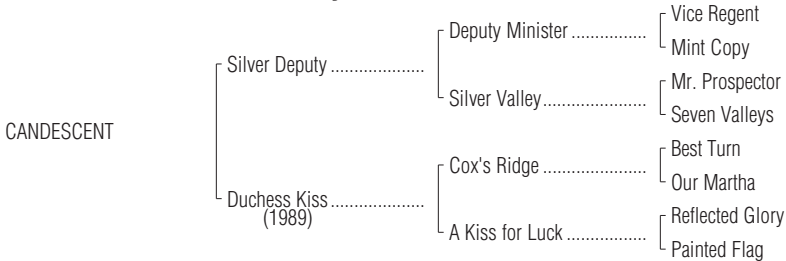 Vice Regent
Deputy Minister ..................
Mint Copy
Silver Deputy ......................
Mr. Prospector
Silver Valley.........................
Seven Valleys
CANDESCENT
Best Turn
Cox's Ridge .........................
Our Martha
Duchess Kiss ......................
(1989)
Reflected Glory
A Kiss for Luck ...................
Painted Flag